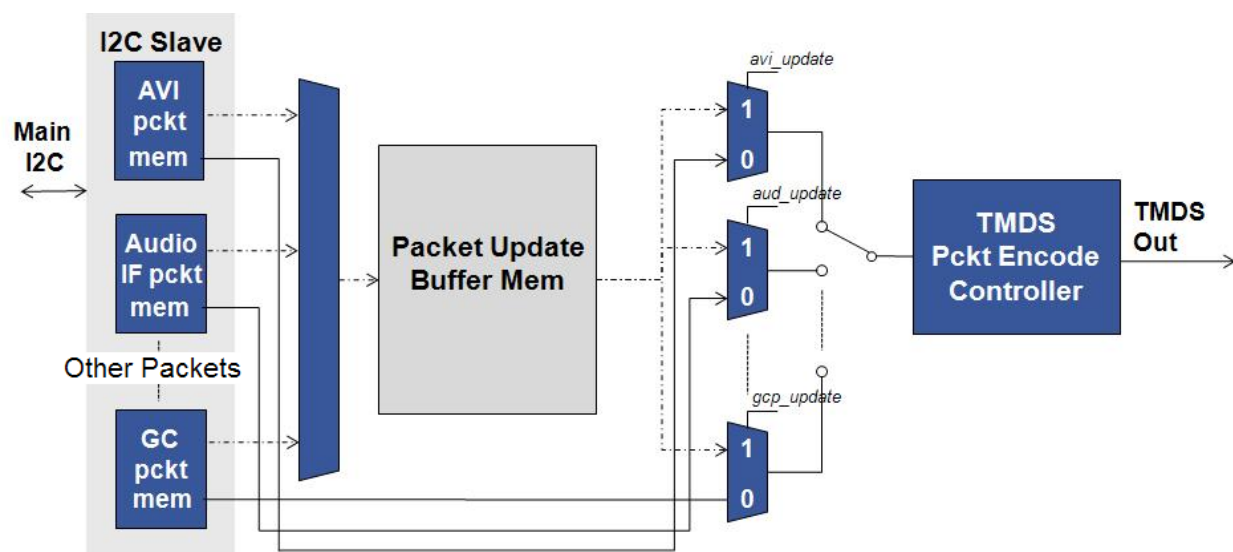 I2C Slave
Main
I2C
AVI
pckt
mem
Audio
IF pckt
mem
Other Packets
GC
pckt
mem
Packet Update
Buffer Mem
avi_update
1
0
aud_update
1
0
gcp_update
1
0
TMDS
Pckt Encode
Controller
TMDS
Out